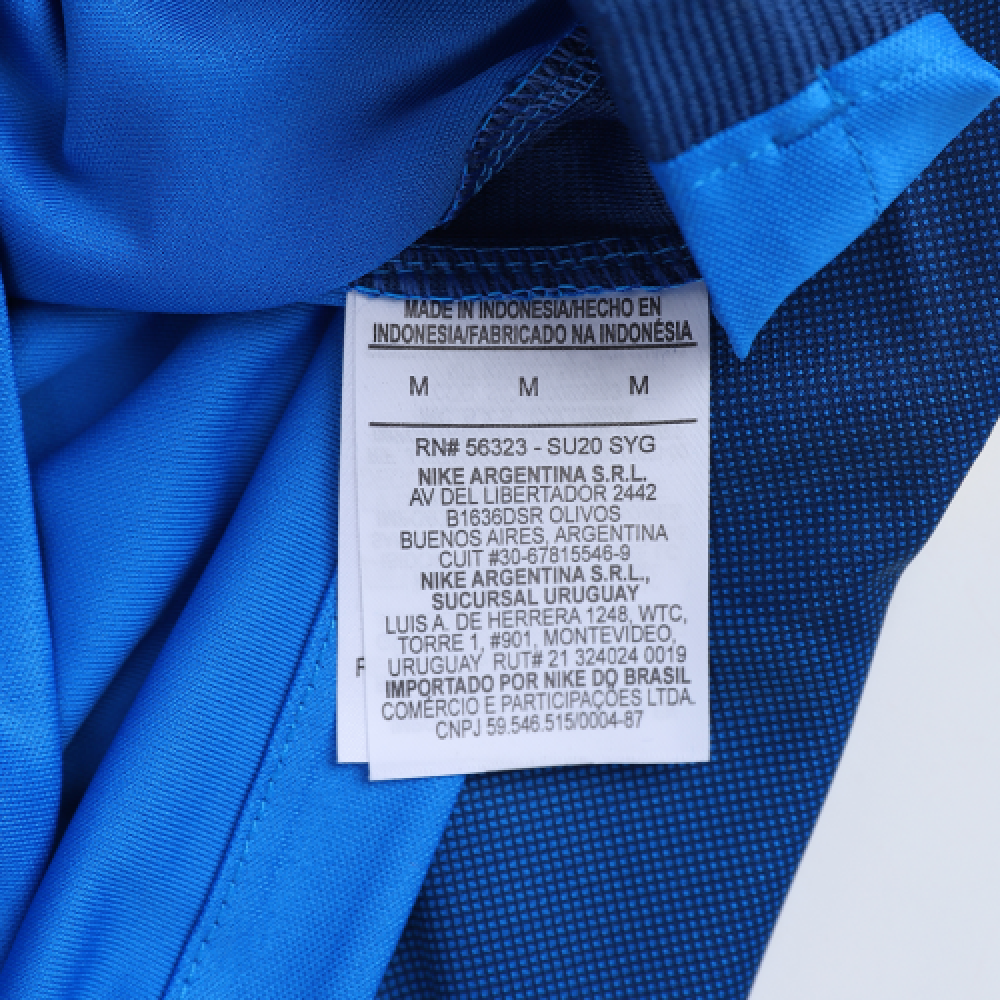 MADE IN INDONESIA/HECHO EN
INDONESIA/FABRICADO NA INDONÉSIA
M M M
RN# 56323 - SU20 SYG
NIKE ARGENTINA S.R.L.
AV DEL LIBERTADOR 2442
B1636DSR OLIVOS
BUENOS AIRES, ARGENTINA
CUIT #30-67815546-9
NIKE ARGENTINA S.R.L.,
SUCURSAL URUGUAY
LUIS A. DE HERRERA 1248, WTC,
TORRE 1, #901, MONTEVIDEO,
URUGUAY RUT# 21 324024 0019
IMPORTADO POR NIKE DO BRASIL
COMÉRCIO E PARTICIPAÇÕES LTDA.
CNPJ 59.546.515/0004-87